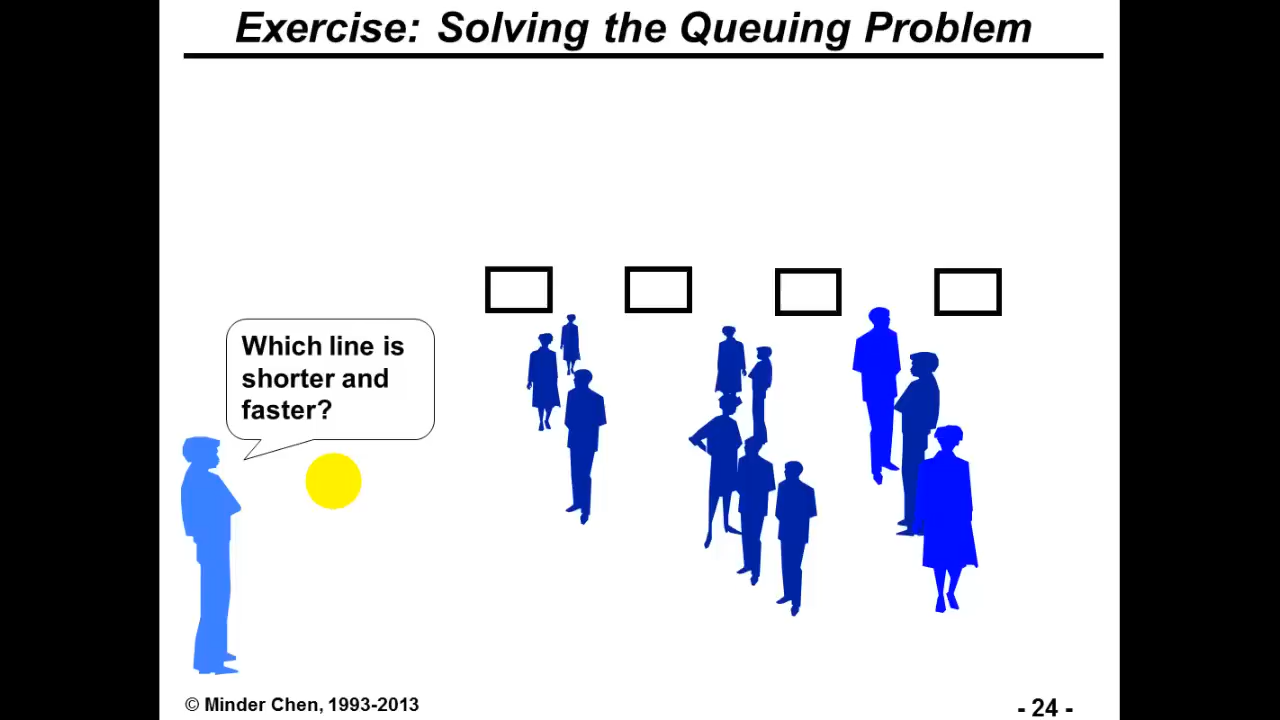 Exercise: Solving the Queuing Problem
Which line is
shorter and
faster?
© Minder Chen, 1993-2013
- 24 -